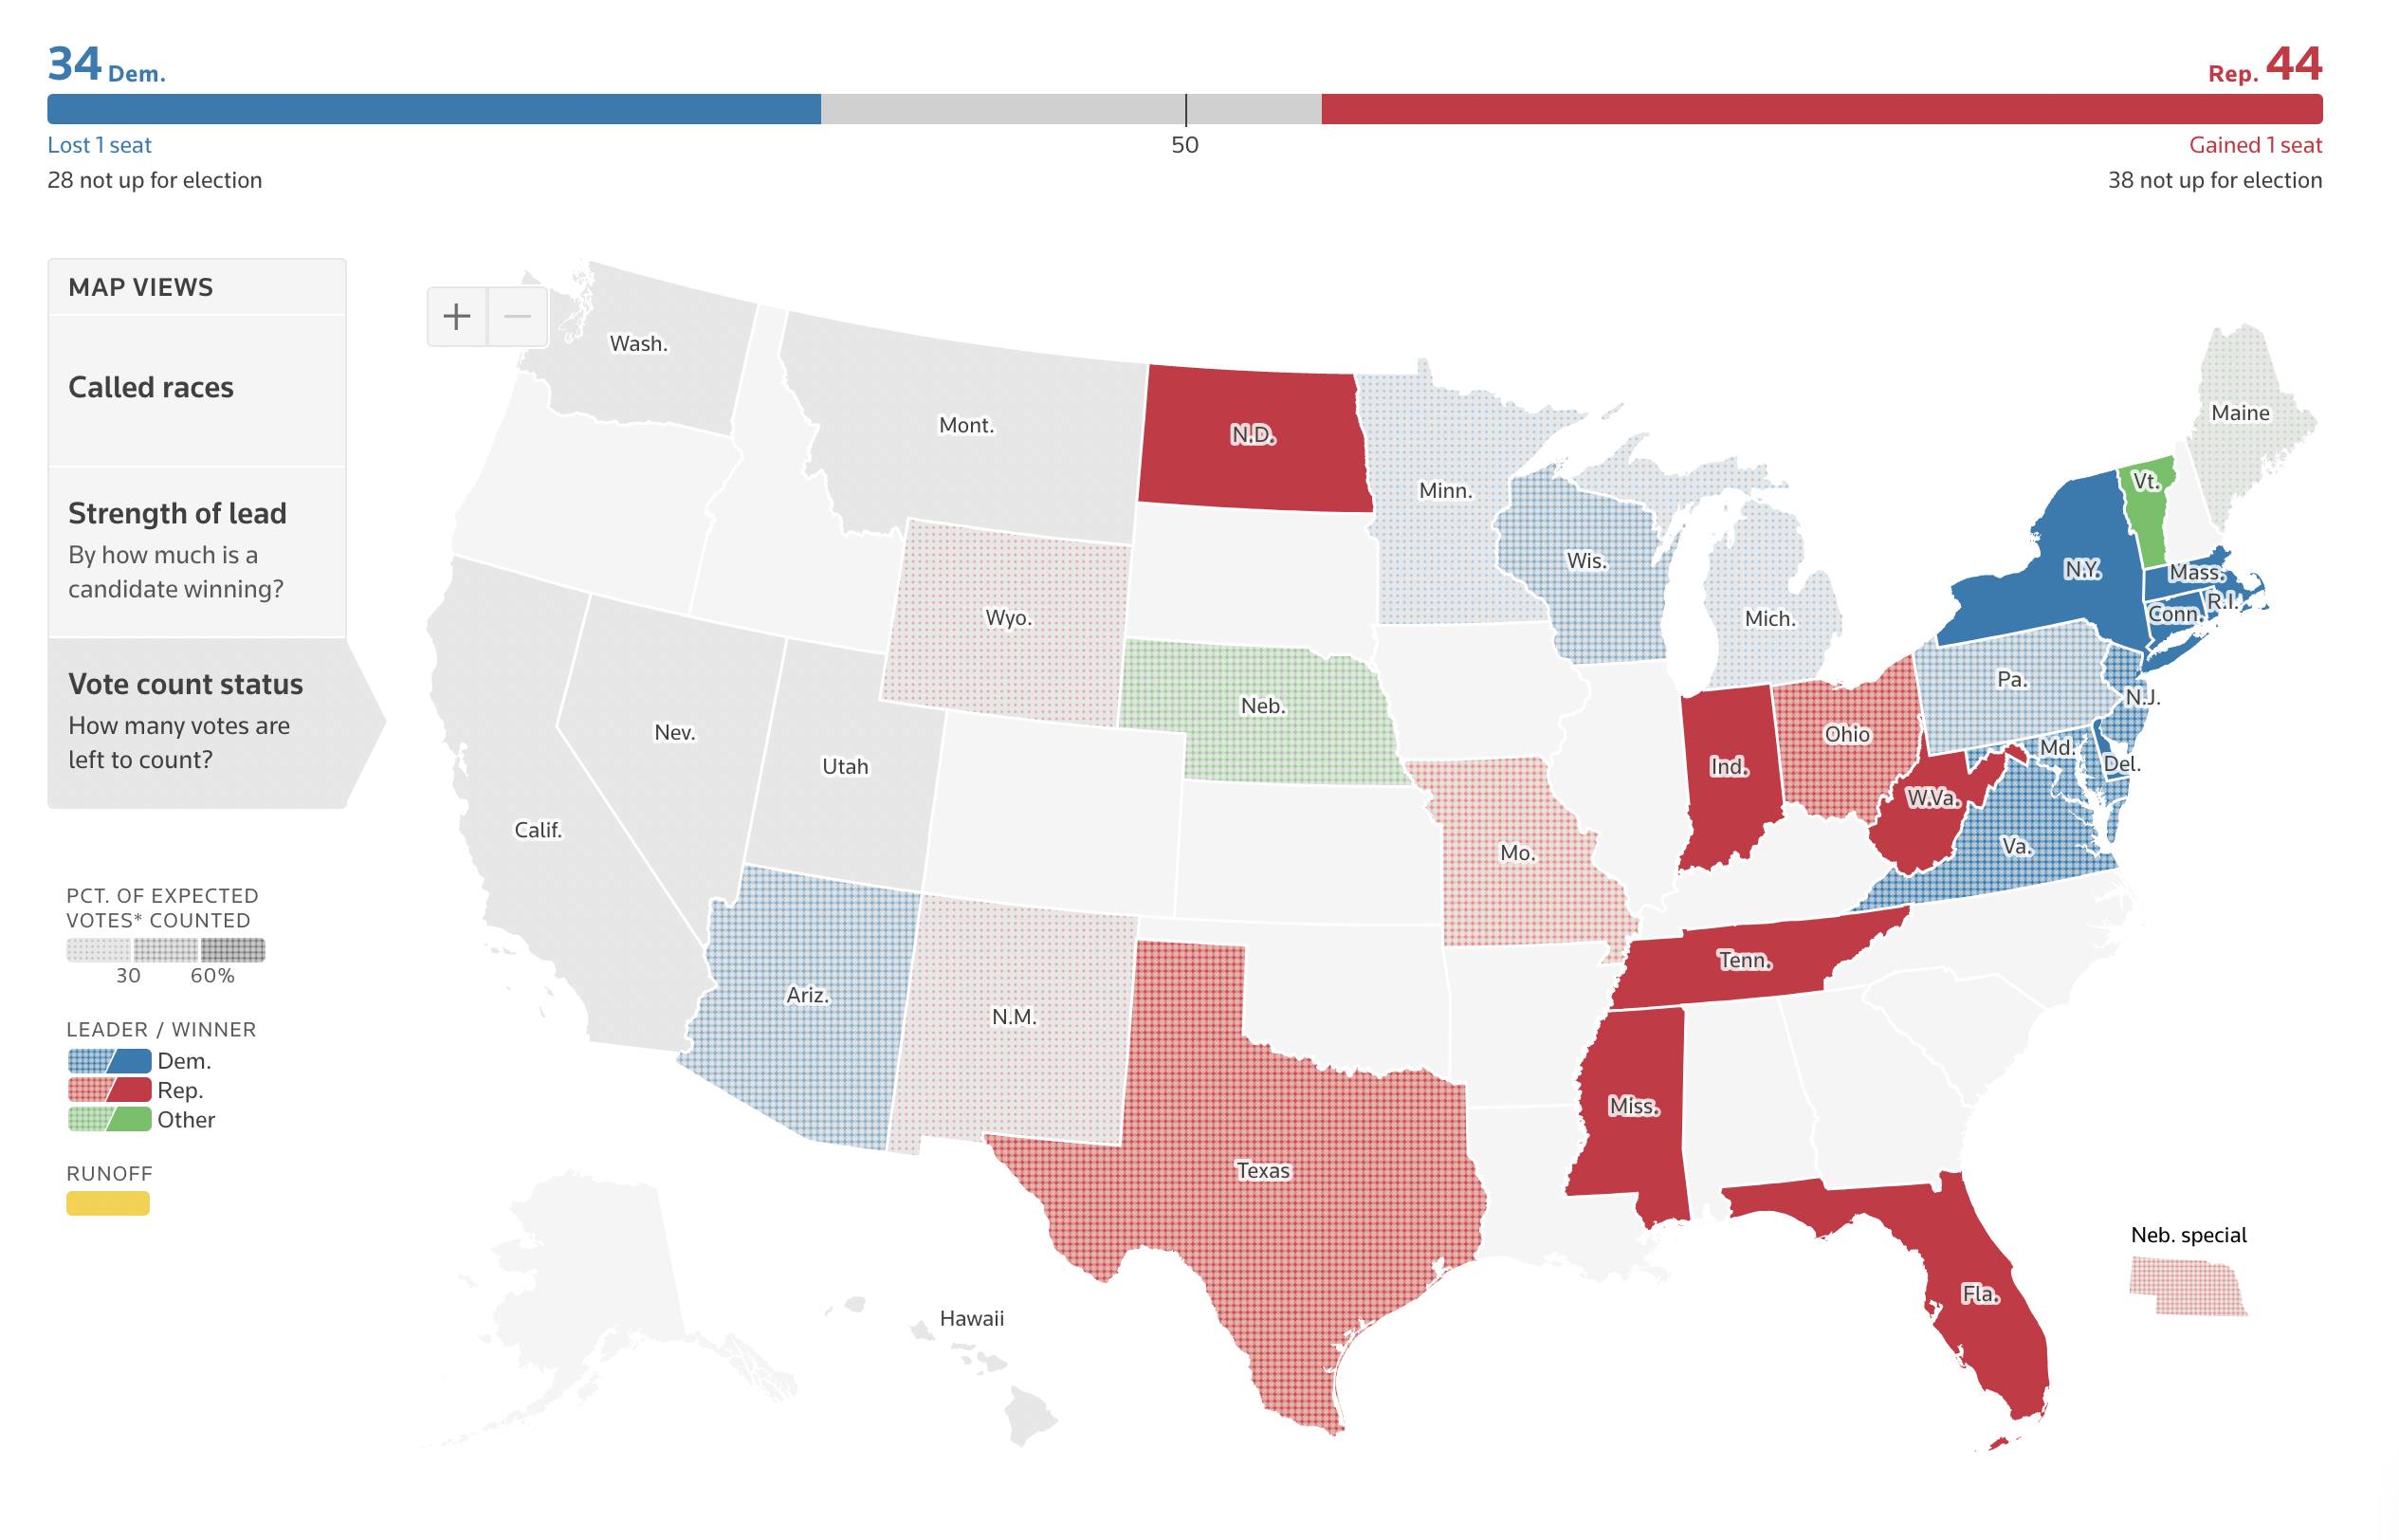 34 Dem.
Rep. 44
Lost 1 seat
50
Gained 1 seat
28 not up for election
38 not up for election
MAP VIEWS
Called races
Strength of lead
By how much is a
candidate winning?
Vote count status
How many votes are
left to count?
PCT. OF EXPECTED
VOTES* COUNTED
30
60%
LEADER / WINNER
Dem.
Rep.
Other
RUNOFF
+
−
Wash.
Mont.
N.D.
Minn.
Maine
Vt.
Wis.
N.Y.
Mass.
R.I.
Conn.
Wyo.
Mich.
Pa.
N.J.
Neb.
Nev.
Utah
Ohio
Md.
Del.
Ind.
W.Va.
Calif.
Mo.
Va.
Tenn.
Ariz.
N.M.
Miss.
Texas
Fla.
Hawaii
Neb. special